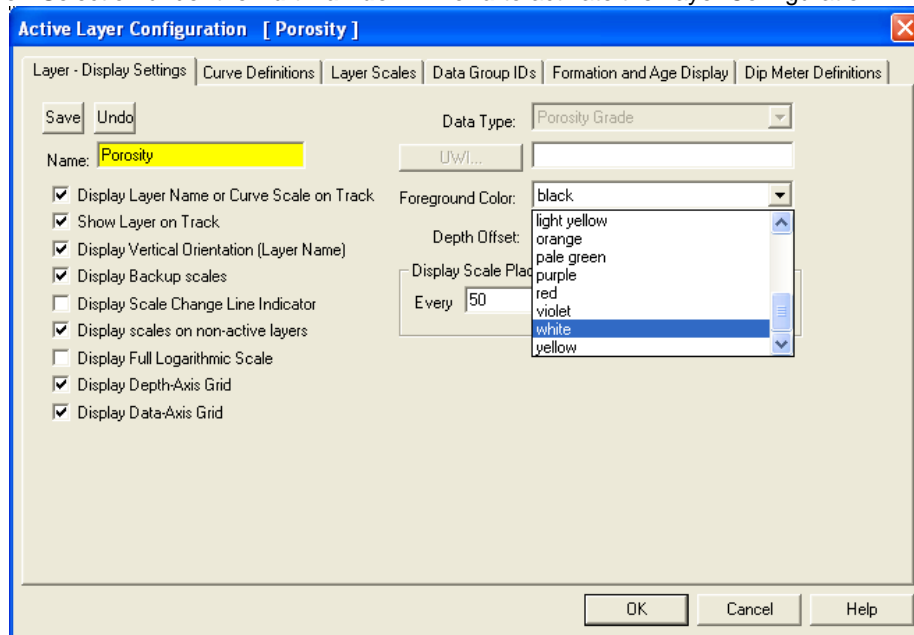 Active Layer Configuration [ Porosity ]
Layer - Display Settings Curve Definitions Layer Scales Data Group IDs Formation and Age Display Dip Meter Definitions
Save Undo
Data Type: Porosity Grade
Name: Porosity
UWI...
Display Layer Name or Curve Scale on Track
Foreground Color: black
Show Layer on Track
light yellow
orange
Depth Offset:
Display Vertical Orientation (Layer Name)
pale green
purple
Display Backup scales
Display Scale Plac
red
Display Scale Change Line Indicator
Every 50
violet
Display scales on non-active layers
white
yellow
Display Full Logarithmic Scale
Display Depth-Axis Grid
Display Data-Axis Grid
OK Cancel Help